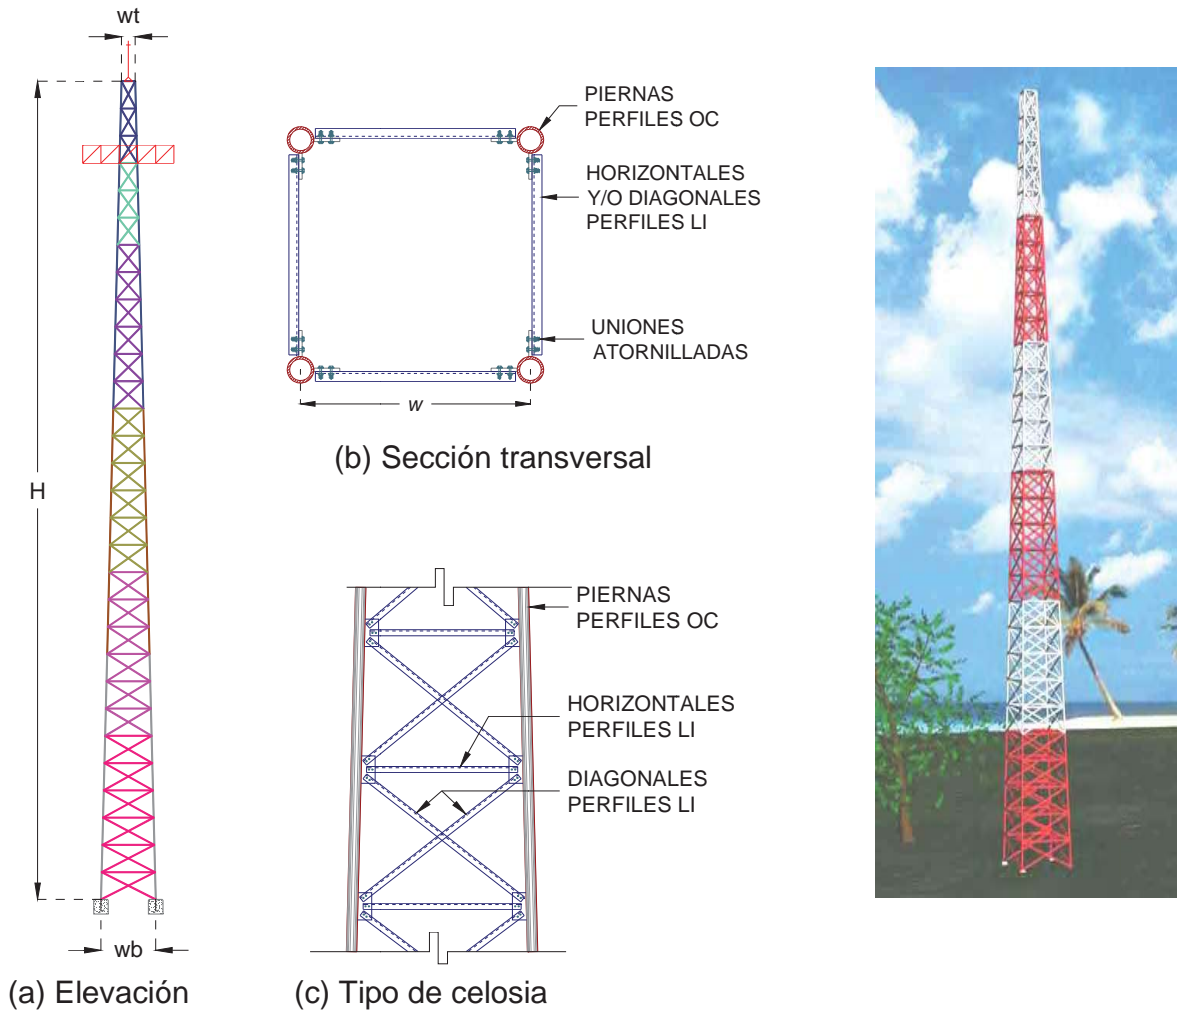 wt
H
wb
(a) Elevación
PIERNAS
PERFILES OC
HORIZONTALES
Y/O DIAGONALES
PERFILES LI
UNIONES
ATORNILLADAS
w
(b) Sección transversal
PIERNAS
PERFILES OC
HORIZONTALES
PERFILES LI
DIAGONALES
PERFILES LI
(c) Tipo de celosia